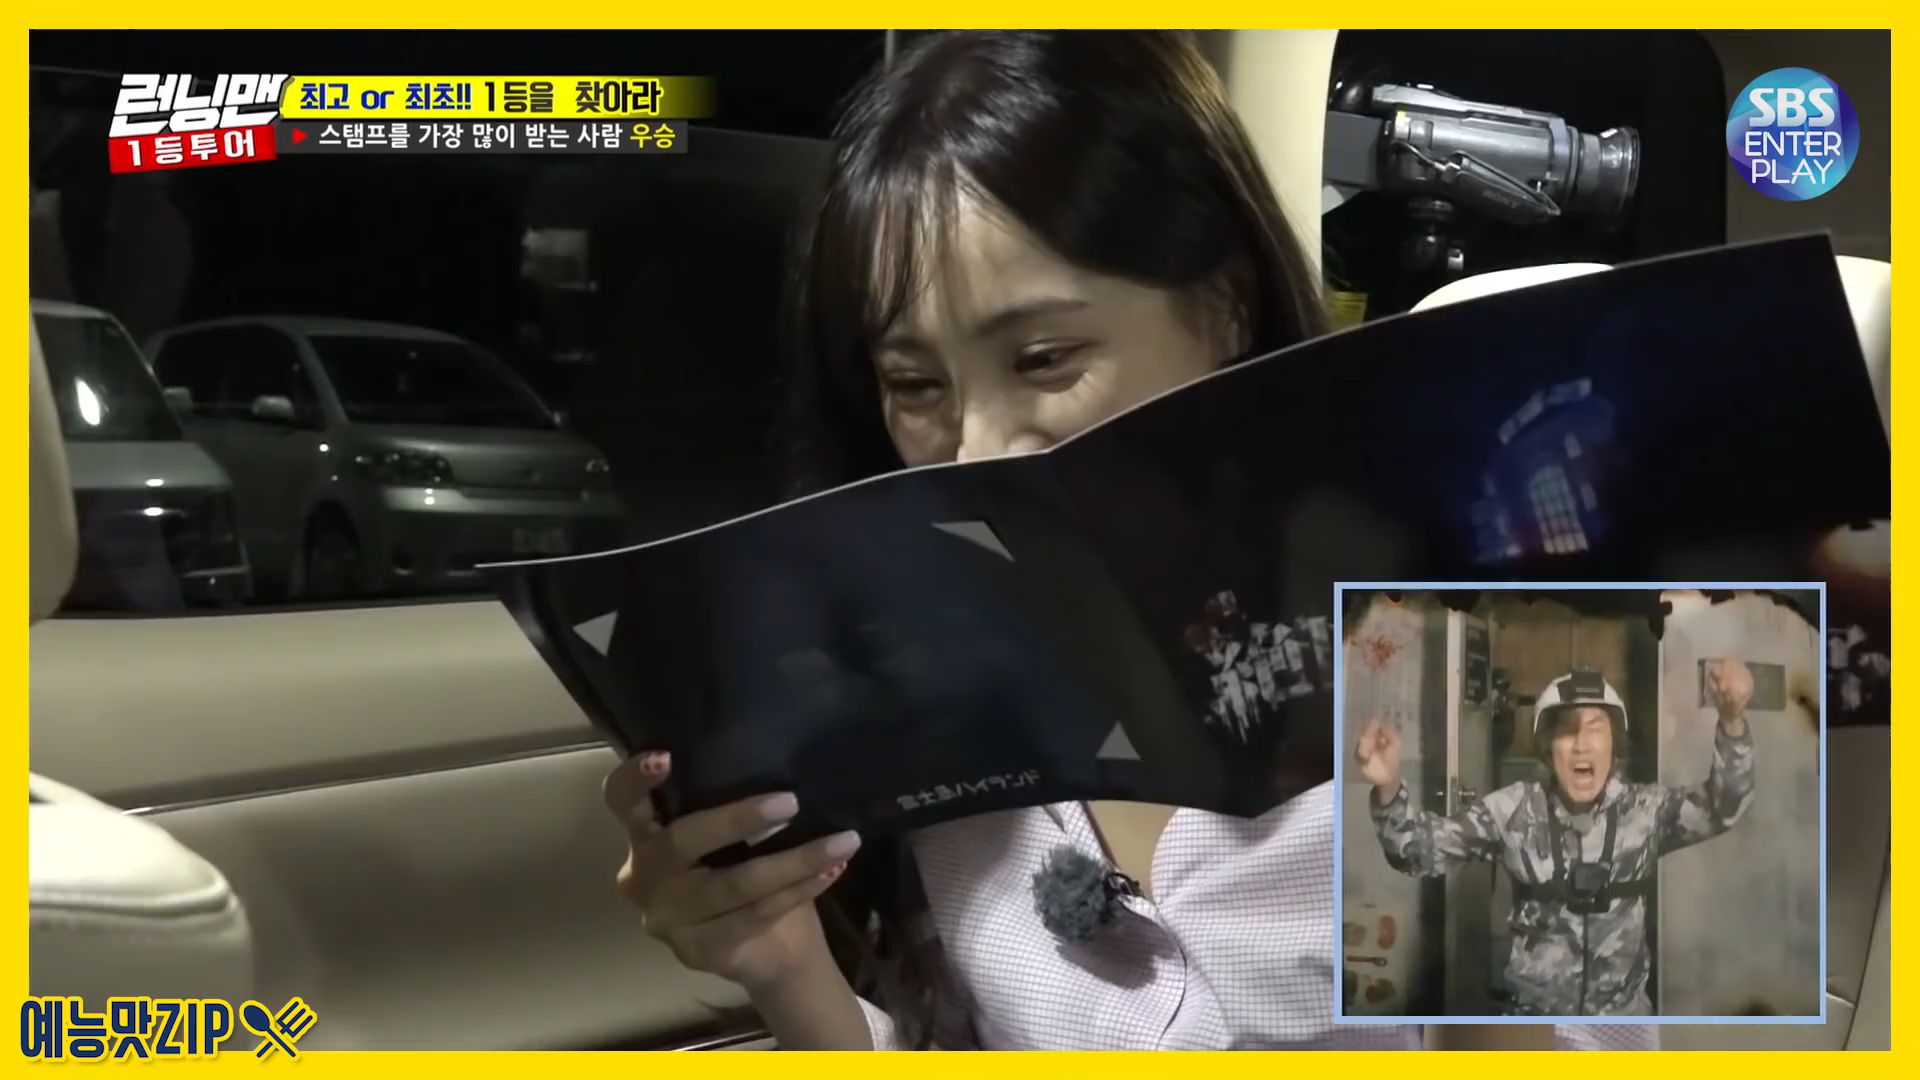 런닝맨
1등투어
최고 or 최초!! 1등을 찾아라
▶ 스탬프를 가장 많이 받는 사람 우승
SBS
ENTER
PLAY
富士急ハイランド
예능맛ZIP